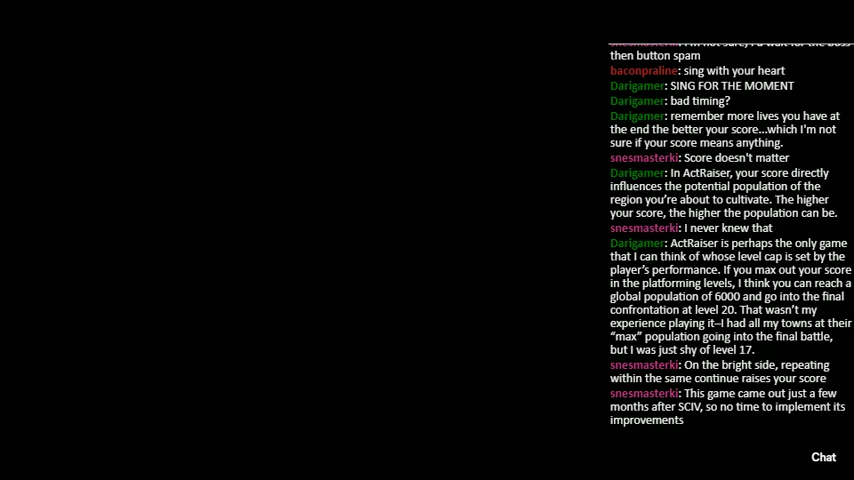 then button spam
baconpraline: sing with your heart
Darigamer: SING FOR THE MOMENT
Darigamer: bad timing?
Darigamer: remember more lives you have at
the end the better your score...which I'm not
sure if your score means anything.
snesmasterki: Score doesn't matter
Darigamer: In ActRaiser, your score directly
influences the potential population of the
region you’re about to cultivate. The higher
your score, the higher the population can be.
snesmasterki: I never knew that
Darigamer: ActRaiser is perhaps the only game
that I can think of whose level cap is set by the
player’s performance. If you max out your score
in the platforming levels, I think you can reach a
global population of 6000 and go into the final
confrontation at level 20. That wasn’t my
experience playing it–I had all my towns at their
“max” population going into the final battle,
but I was just shy of level 17.
snesmasterki: On the bright side, repeating
within the same continue raises your score
snesmasterki: This game came out just a few
months after SCIV, so no time to implement its
improvements
Chat